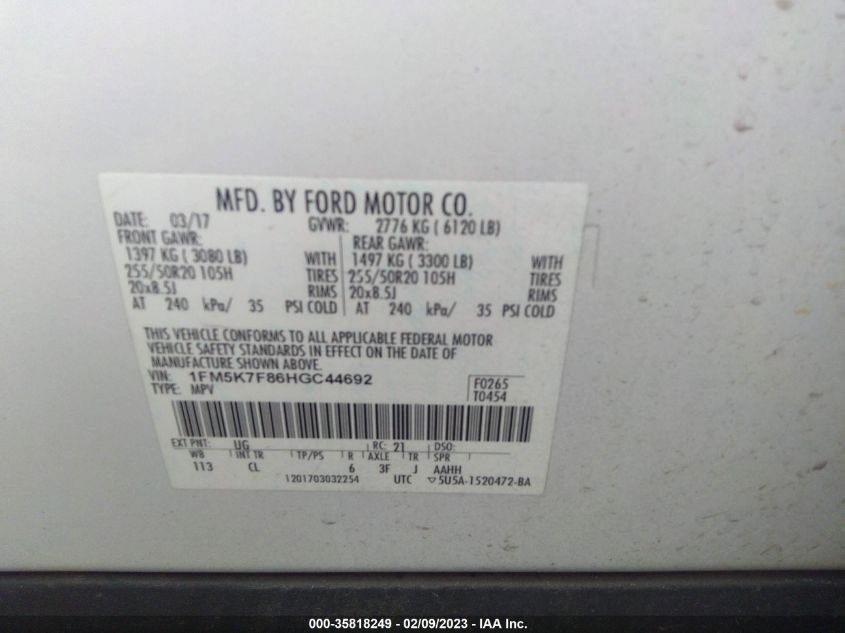 MFD. BY FORD MOTOR CO.
DATE: 03/17 GVWR: 2776 KG ( 6120 LB)
FRONT GAWR: REAR GAWR:
1397 KG ( 3080 LB) WITH 1497 KG ( 3300 LB) WITH
255/50R20 105H TIRES 255/50R20 105H TIRES
20x8.5J RIMS 20x8.5J RIMS
AT 240 kPa/ 35 PSI COLD AT 240 kPa/ 35 PSI COLD
THIS VEHICLE CONFORMS TO ALL APPLICABLE FEDERAL MOTOR
VEHICLE SAFETY STANDARDS IN EFFECT ON THE DATE OF
MANUFACTURE SHOWN ABOVE.
VIN: 1FM5K7F86HGC44692 F0265
TYPE: MPV T0454
EXT PNT: UG RC: 21 DSO:
WB INT TR TP/PS R AXLE TR SPR
113 CL 6 3F J AAHH
1201703032254 UTC ▽5U5A-1520472-BA
000-35818249 - 02/09/2023 - IAA Inc.